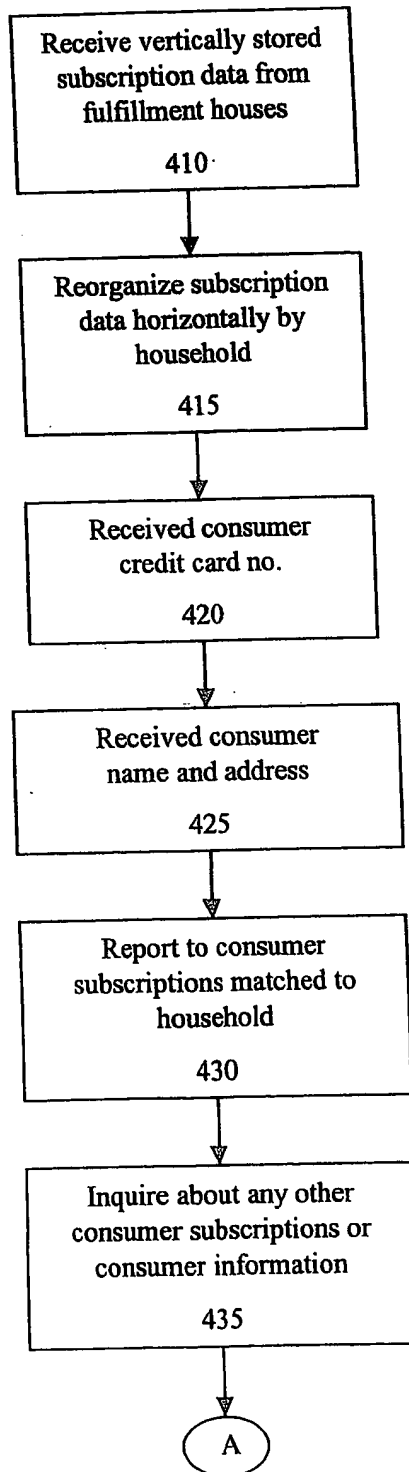 Receive vertically stored
subscription data from
fulfillment houses
410
Reorganize subscription
data horizontally by
household
415
Received consumer
credit card no.
420
Received consumer
name and address
425
Report to consumer
subscriptions matched to
household
430
Inquire about any other
consumer subscriptions or
consumer information
435
A